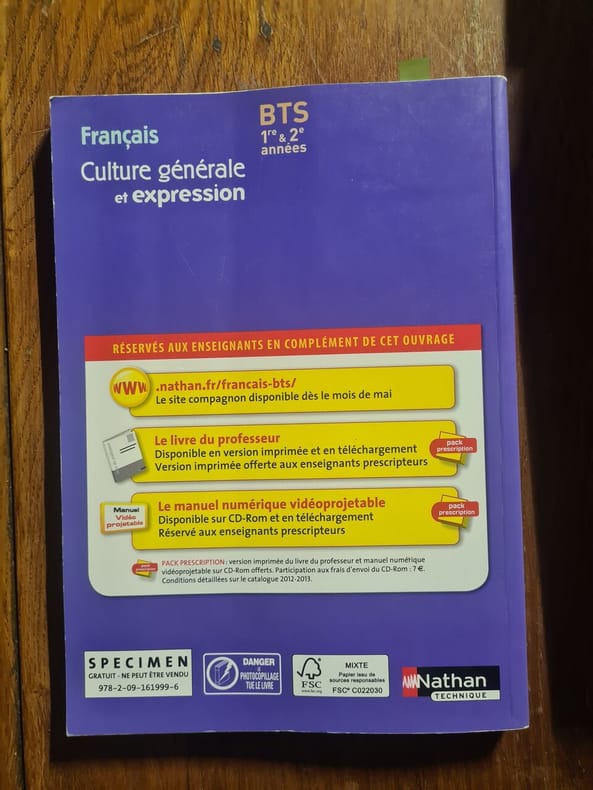 Français
Culture générale
et expression
BTS
1re & 2e
années
RÉSERVÉS AUX ENSEIGNANTS EN COMPLÉMENT DE CET OUVRAGE
www.nathan.fr/francais-bts/
Le site compagnon disponible dès le mois de mai
Le livre du professeur
Disponible en version imprimée et en téléchargement
Version imprimée offerte aux enseignants prescripteurs
pack
prescription
Manuel
Vidéo
projetable
Le manuel numérique vidéoprojetable
Disponible sur CD-Rom et en téléchargement
Réservé aux enseignants prescripteurs
pack
prescription
pack
prescription
PACK PRESCRIPTION : version imprimée du livre du professeur et manuel numérique
vidéoprojetable sur CD-Rom offerts. Participation aux frais d'envoi du CD-Rom : 7 €.
Conditions détaillées sur le catalogue 2012-2013.
SPECIMEN
GRATUIT - NE PEUT ÊTRE VENDU
978-2-09-161999-6
DANGER
LE
PHOTOCOPILLAGE
TUE LE LIVRE
FSC
www.fsc.org
MIXTE
Papier issu de
sources responsables
FSC® C022030
Nathan
TECHNIQUE